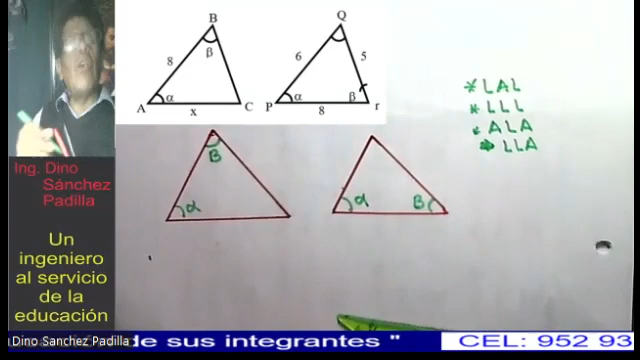 B
8
β
A
α
x
C
Q
6
5
P
α
β
8
r
* LAL
* LLL
* ALA
LLA
B
α
α
B
Ing. Dino
Sánchez
Padilla
Un
ingeniero
al servicio
de la
educación
Dino Sanchez Padilla
de sus integrantes "
CEL: 952 93